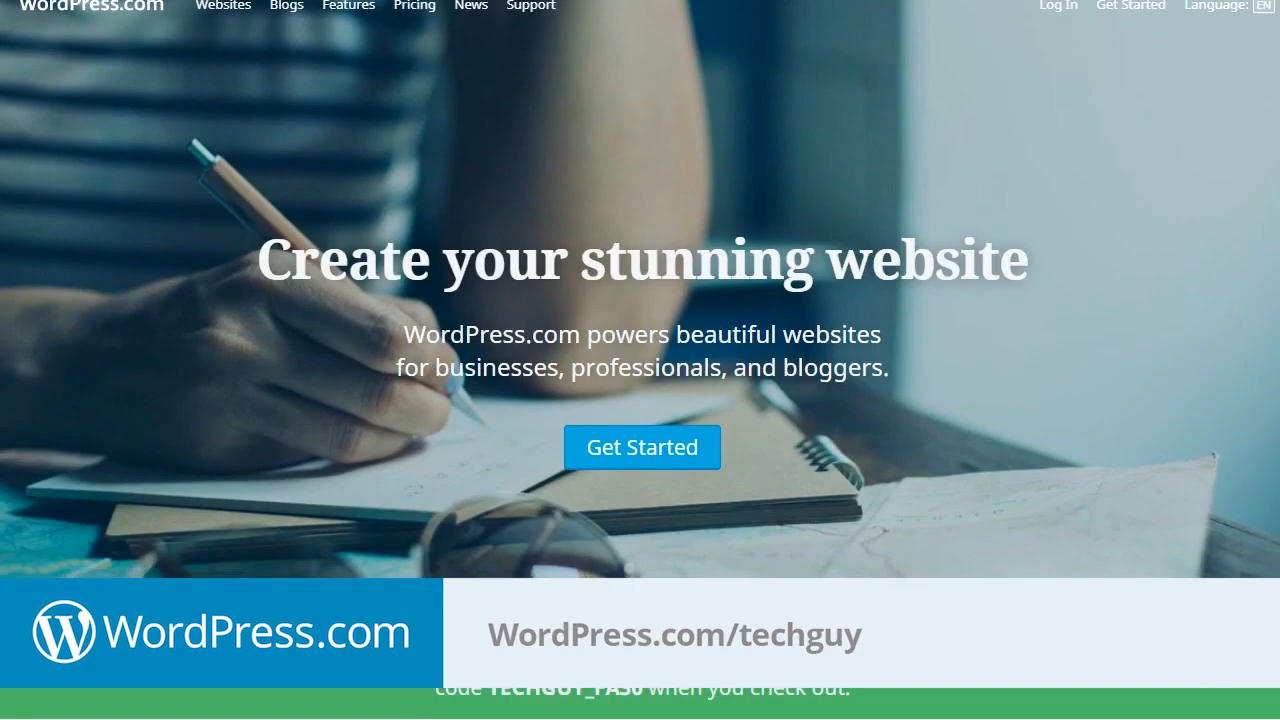 WordPress.com Websites Blogs Features Pricing News Support Log In Get Started Language: EN
Create your stunning website
WordPress.com powers beautiful websites
for businesses, professionals, and bloggers.
Get Started
WordPress.com WordPress.com/techguy
code when you check out.